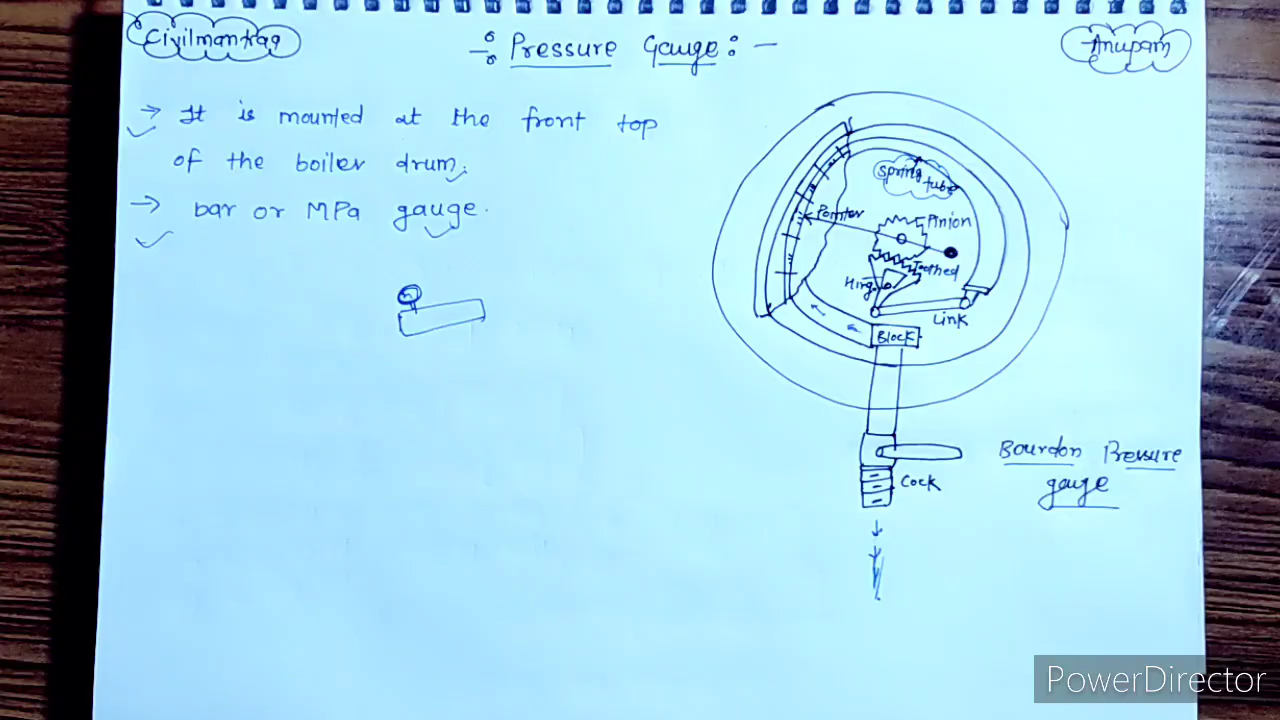 Civilmantraa
Pressure Gauge :-
Anupam
→ It is mounted at the front top
of the boiler drum.
→ bar or MPa gauge.
spring tube
Pointer
Pinion
Toothed
Hinge
Link
Block
Cock
Bourdon Pressure
gauge
PowerDirector